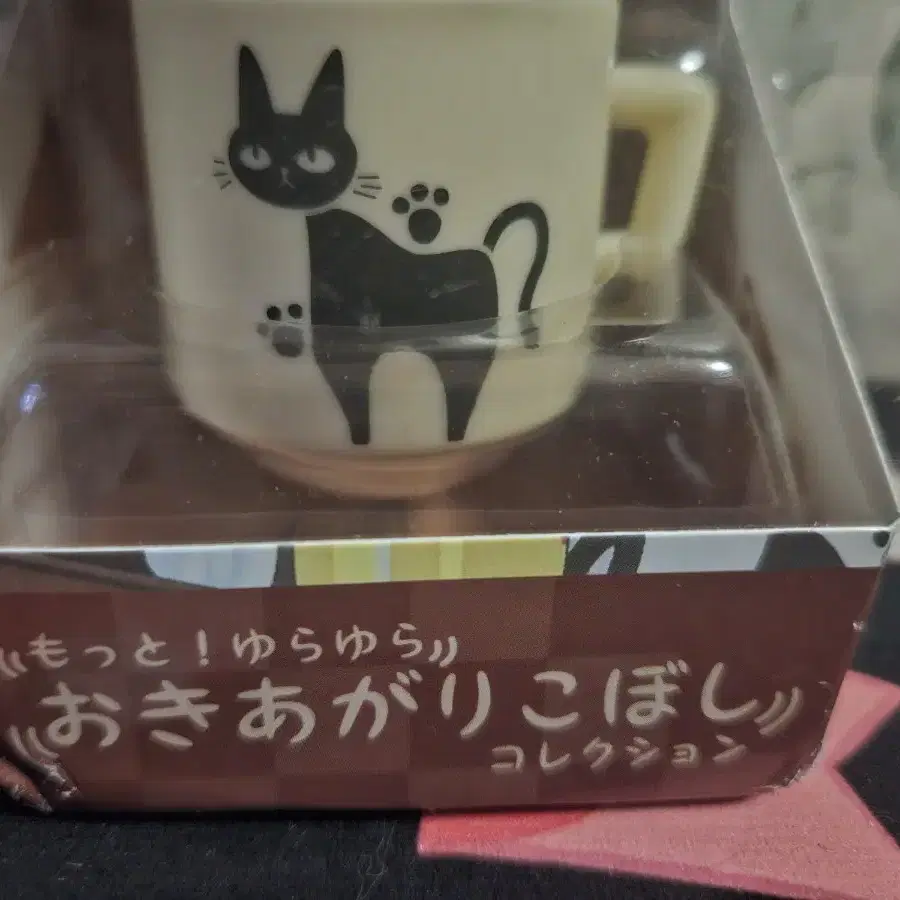 もっと！ゆらゆら
おきあがりこぼし
コレクション